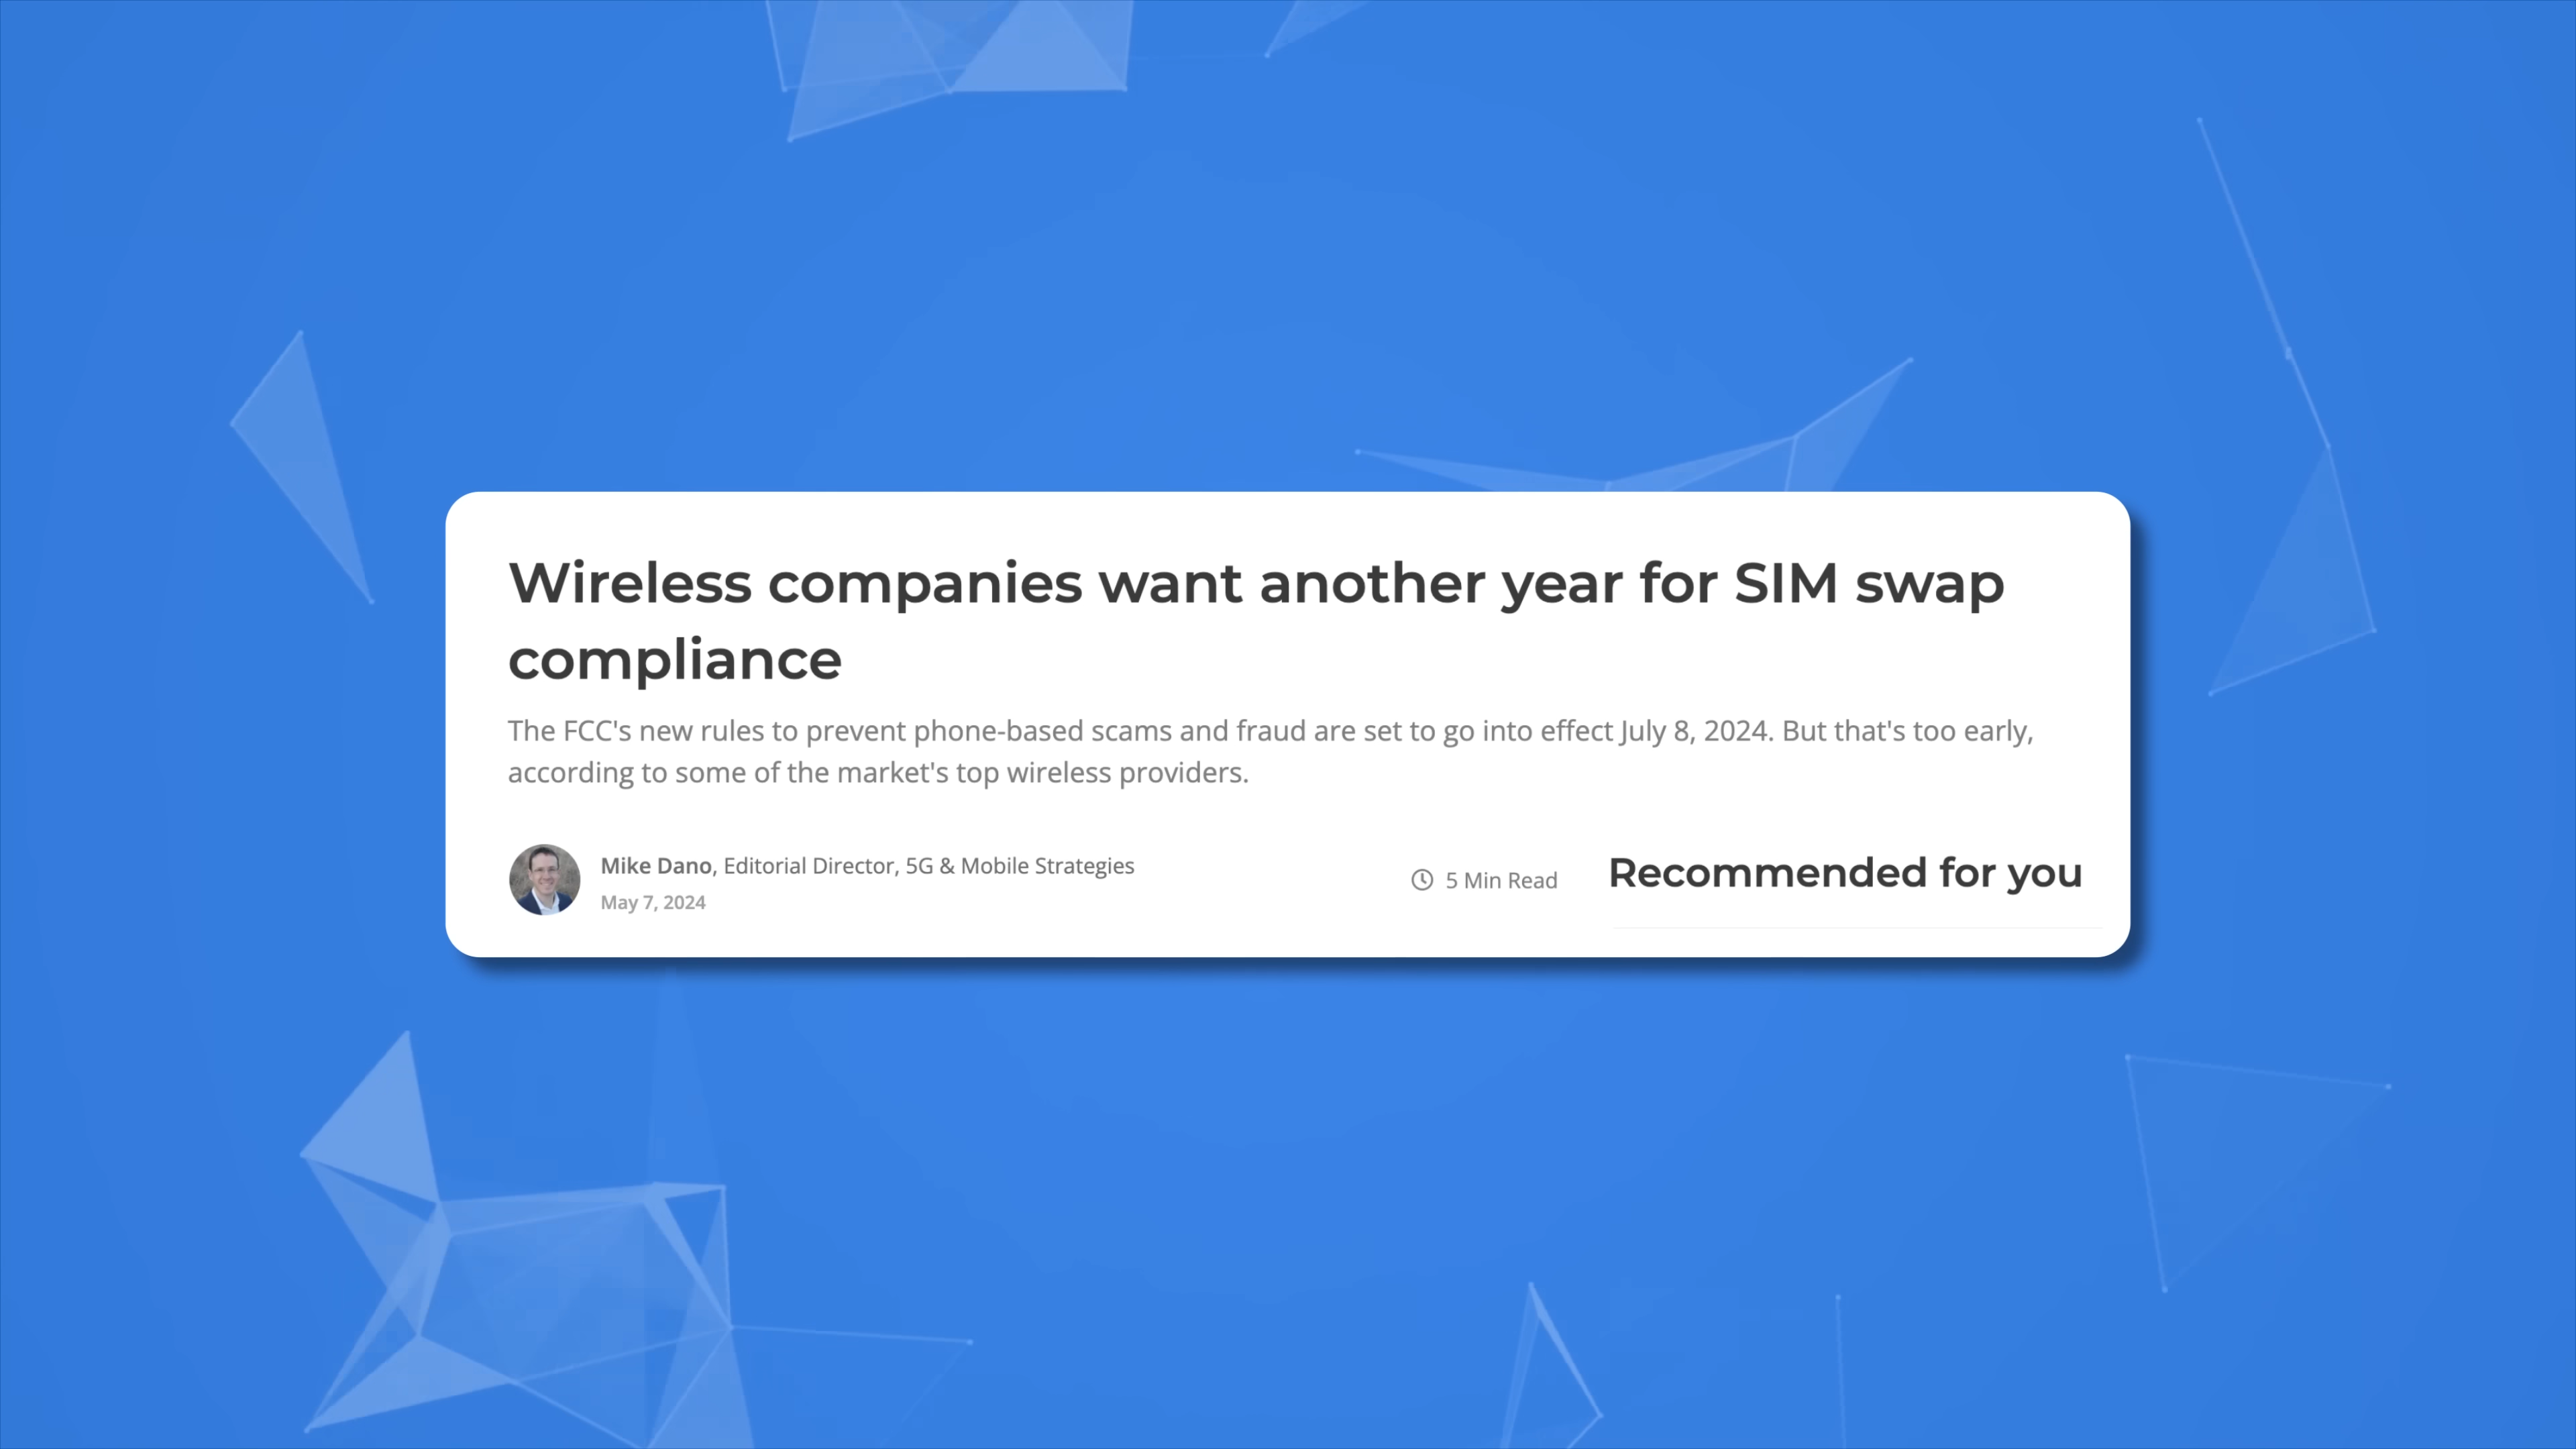 Wireless companies want another year for SIM swap
compliance
The FCC's new rules to prevent phone-based scams and fraud are set to go into effect July 8, 2024. But that's too early,
according to some of the market's top wireless providers.
Mike Dano, Editorial Director, 5G & Mobile Strategies
May 7, 2024
5 Min Read
Recommended for you